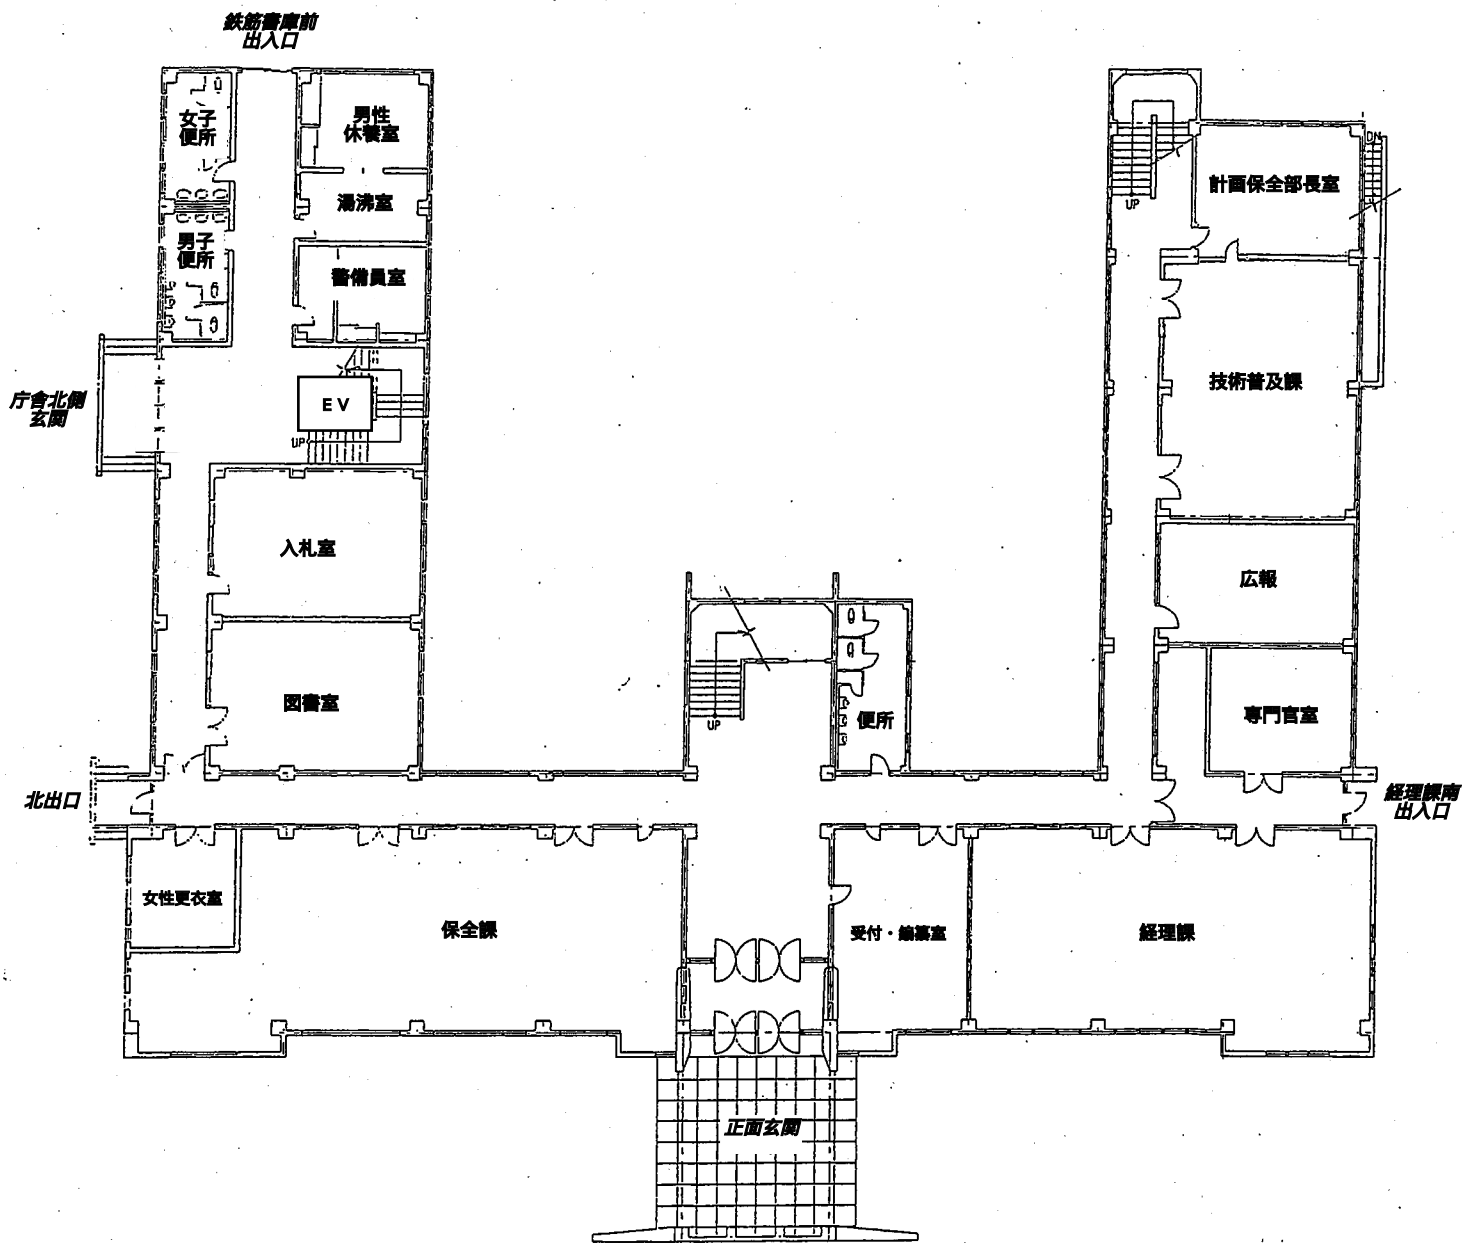 鉄筋書庫前
出入口
女子
便所
男性
休養室
湯沸室
男子
便所
警備員室
庁舎北側
玄関
EV
UP
入札室
図書室
北出口
女性更衣室
保全課
UP
便所
受付・
経理課
正面玄関
UP
計画保全部長室
DN
技術普及課
広報
専門官室
経理課南
出入口